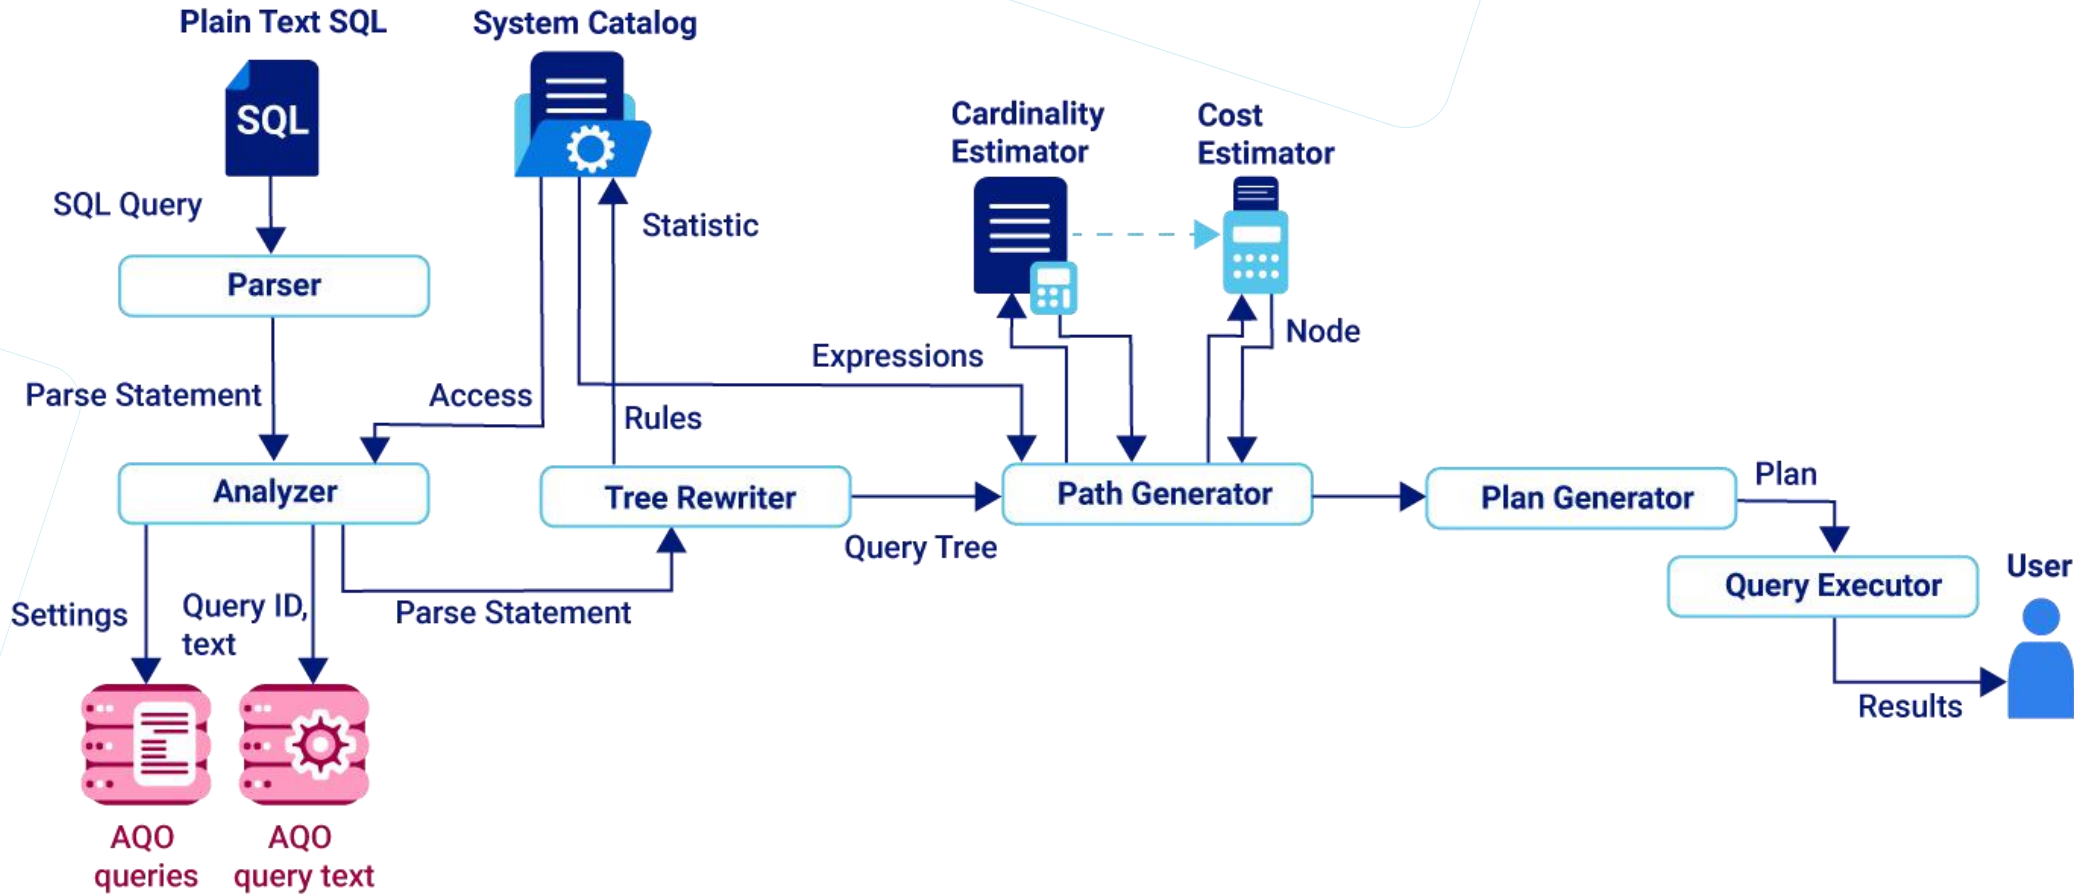 Plain Text SQL
System Catalog
SQL
Cardinality
Estimator
Cost
Estimator
SQL Query
Statistic
Parser
Node
Expressions
Parse Statement
Access
Rules
Analyzer
Tree Rewriter
Path Generator
Plan Generator
Plan
Query Tree
Query Executor
User
Settings
Query ID,
text
Parse Statement
Results
AQO
queries
AQO
query text